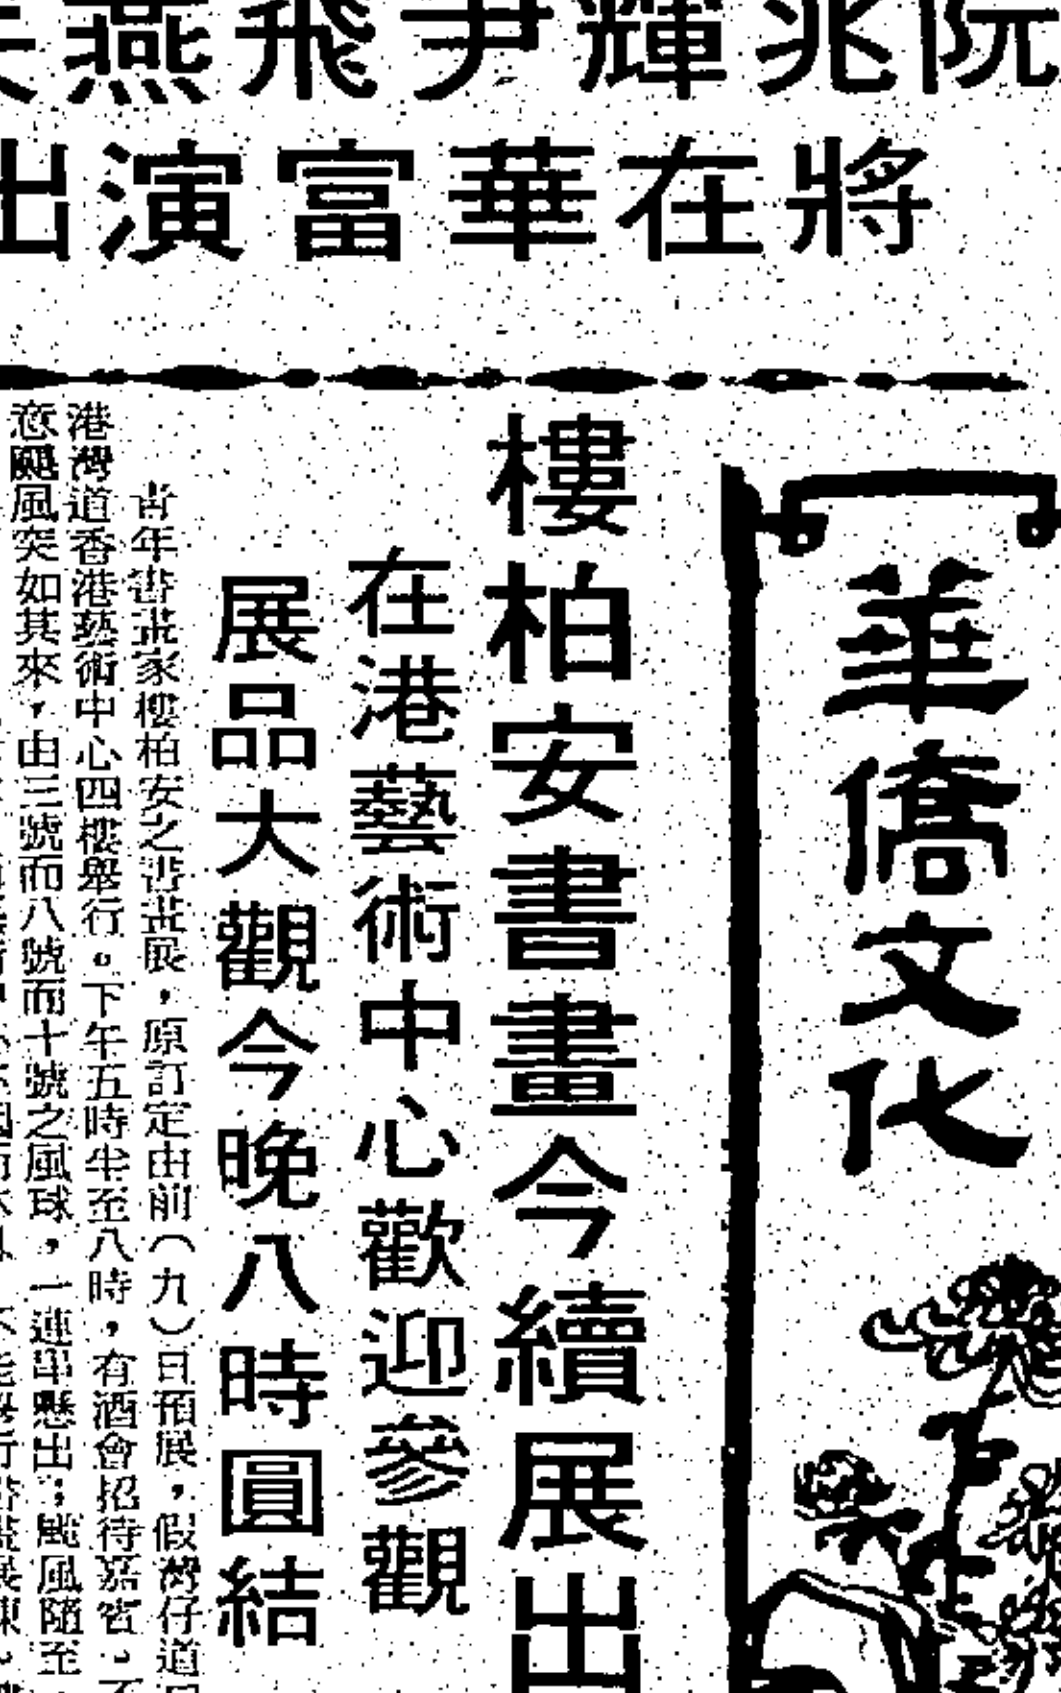 阮兆輝尹飛燕
將在華富演出
華僑文化
樓柏安書畫今續展出
在港藝術中心歡迎參觀
展品大觀今晚八時圓結
青年書畫家樓柏安之書畫展，原訂定由前（九）日預展，假灣仔道
港灣道香港藝術中心四樓舉行。下午五時半至八時，有酒會招待嘉賓。不
意颶風突如其來，由三號而八號而十號之風球，一連串懸出；颱風隨至